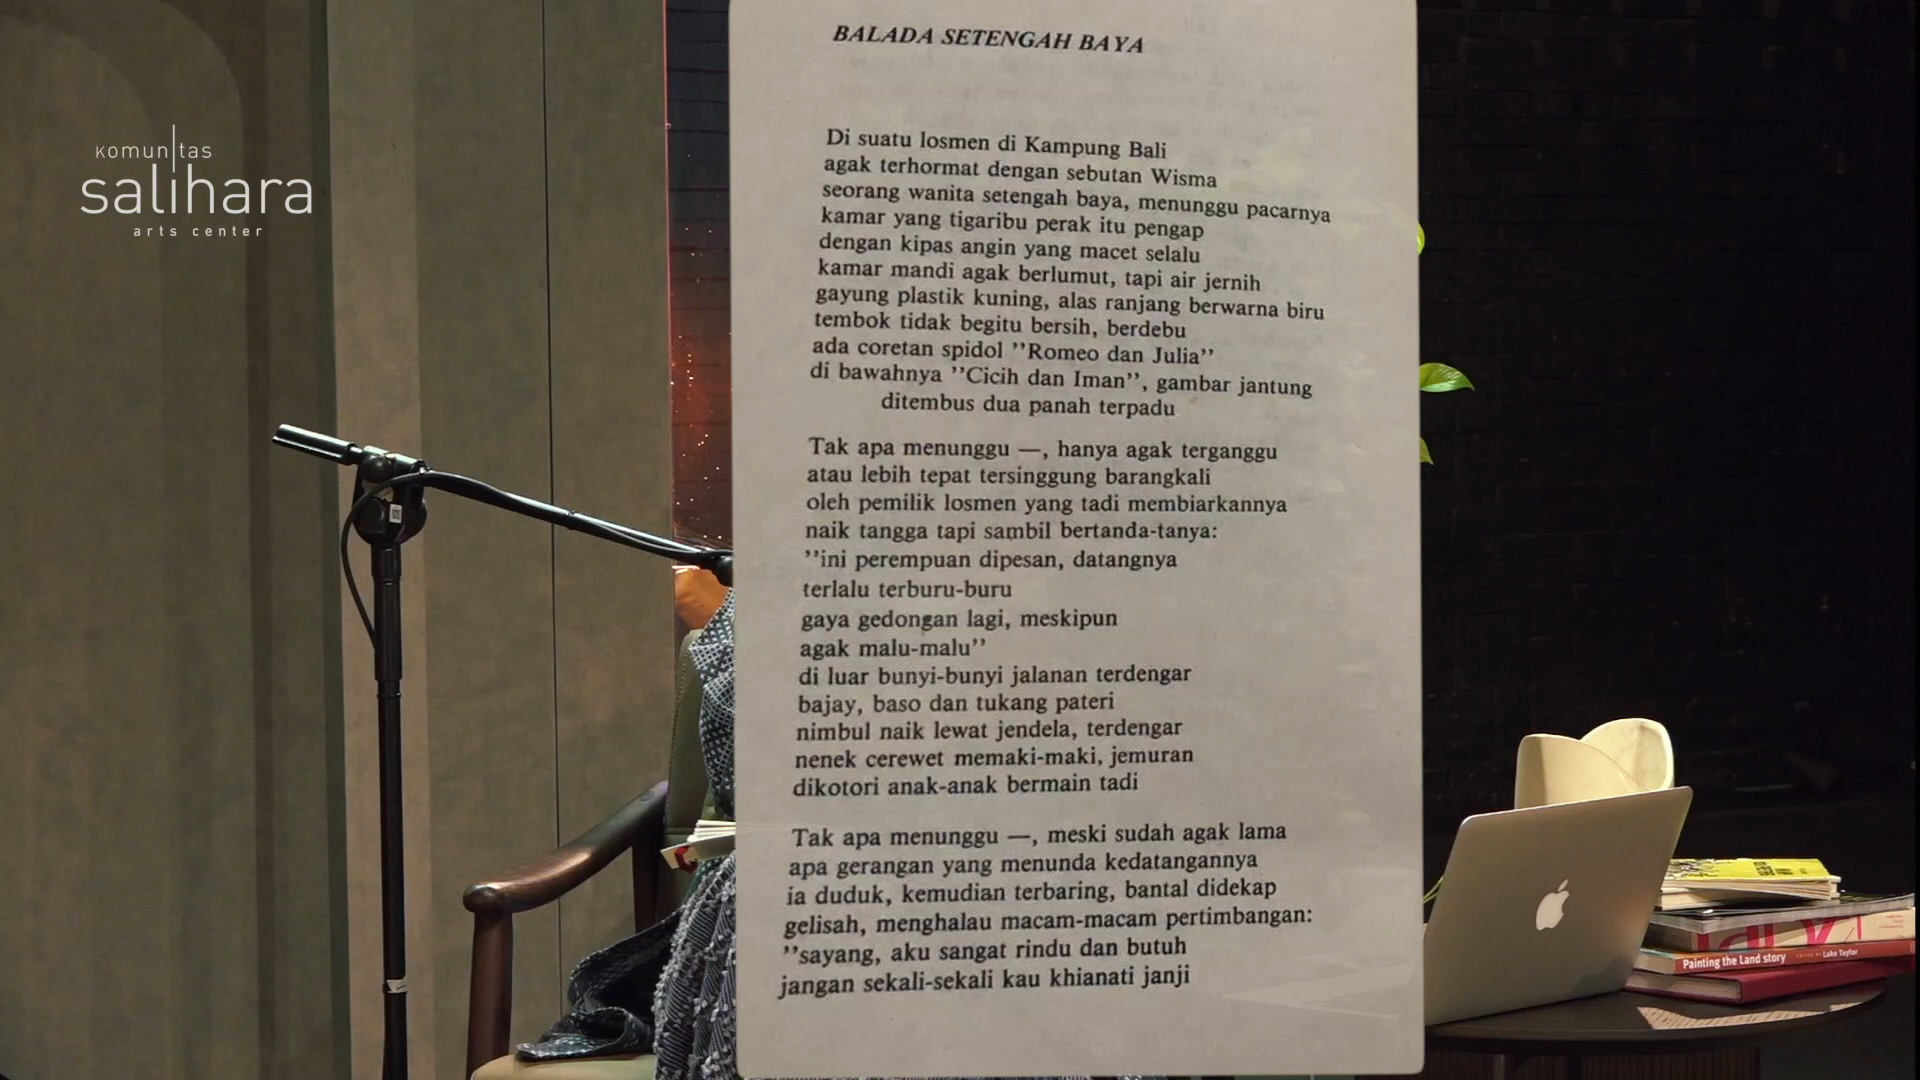 komunitas
salihara
arts center
BALADA SETENGAH BAYA
Di suatu losmen di Kampung Bali
agak terhormat dengan sebutan Wisma
seorang wanita setengah baya, menunggu pacarnya
kamar yang tigaribu perak itu pengap
dengan kipas angin yang macet selalu
kamar mandi agak berlumut, tapi air jernih
gayung plastik kuning, alas ranjang berwarna biru
tembok tidak begitu bersih, berdebu
ada coretan spidol ''Romeo dan Julia''
di bawahnya ''Cicih dan Iman'', gambar jantung
ditembus dua panah terpadu
Tak apa menunggu —, hanya agak terganggu
atau lebih tepat tersinggung barangkali
oleh pemilik losmen yang tadi membiarkannya
naik tangga tapi sambil bertanda-tanya:
''ini perempuan dipesan, datangnya
terlalu terburu-buru
gaya gedongan lagi, meskipun
agak malu-malu''
di luar bunyi-bunyi jalanan terdengar
bajay, baso dan tukang pateri
nimbul naik lewat jendela, terdengar
nenek cerewet memaki-maki, jemuran
dikotori anak-anak bermain tadi
Tak apa menunggu —, meski sudah agak lama
apa gerangan yang menunda kedatangannya
ia duduk, kemudian terbaring, bantal didekap
gelisah, menghalau macam-macam pertimbangan:
''sayang, aku sangat rindu dan butuh
jangan sekali-sekali kau khianati janji
Painting the Land story
Luke Taylor